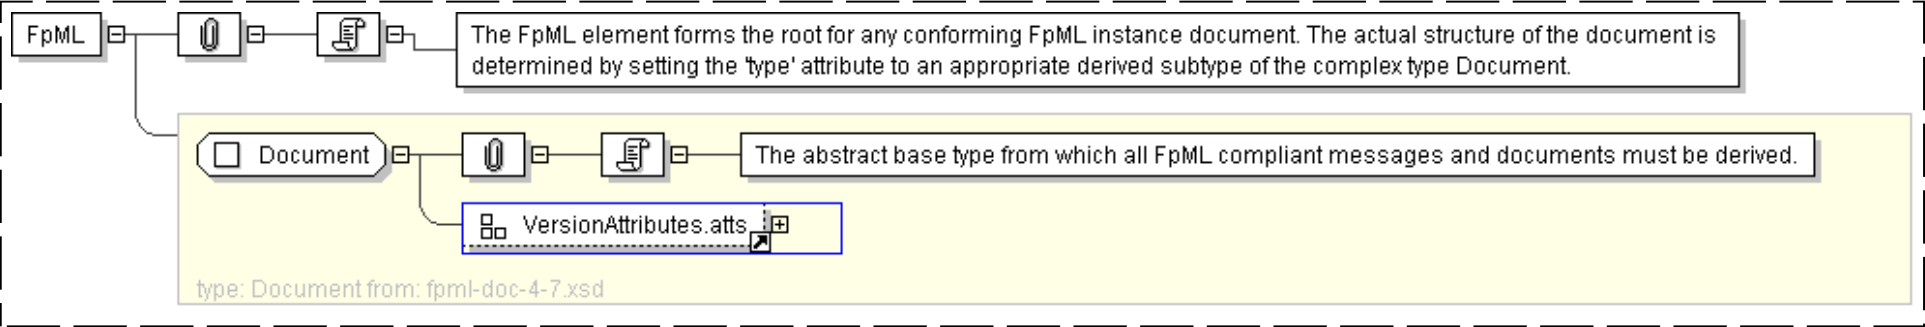 FpML
The FpML element forms the root for any conforming FpML instance document. The actual structure of the document is
determined by setting the 'type' attribute to an appropriate derived subtype of the complex type Document.
Document
The abstract base type from which all FpML compliant messages and documents must be derived.
VersionAttributes.atts
type: Document from: fpml-doc-4-7.xsd